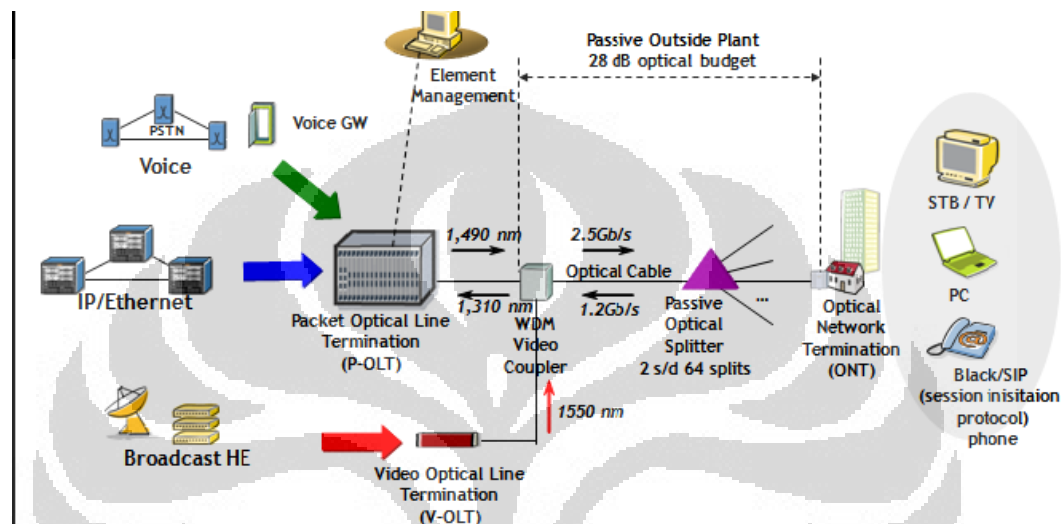 Passive Outside Plant
28 dB optical budget
Element
Management
PSTN
Voice GW
Voice
STB / TV
1,490 nm
2.5Gb/s
Optical Cable
IP/Ethernet
1,310 nm
1.2Gb/s
...
PC
Packet Optical Line
Termination
(P-OLT)
WDM
Video
Coupler
Passive
Optical
Splitter
2 s/d 64 splits
Optical
Network
Termination
(ONT)
Black/SIP
(session inisitaion
protocol)
phone
1550 nm
Broadcast HE
Video Optical Line
Termination
(V-OLT)